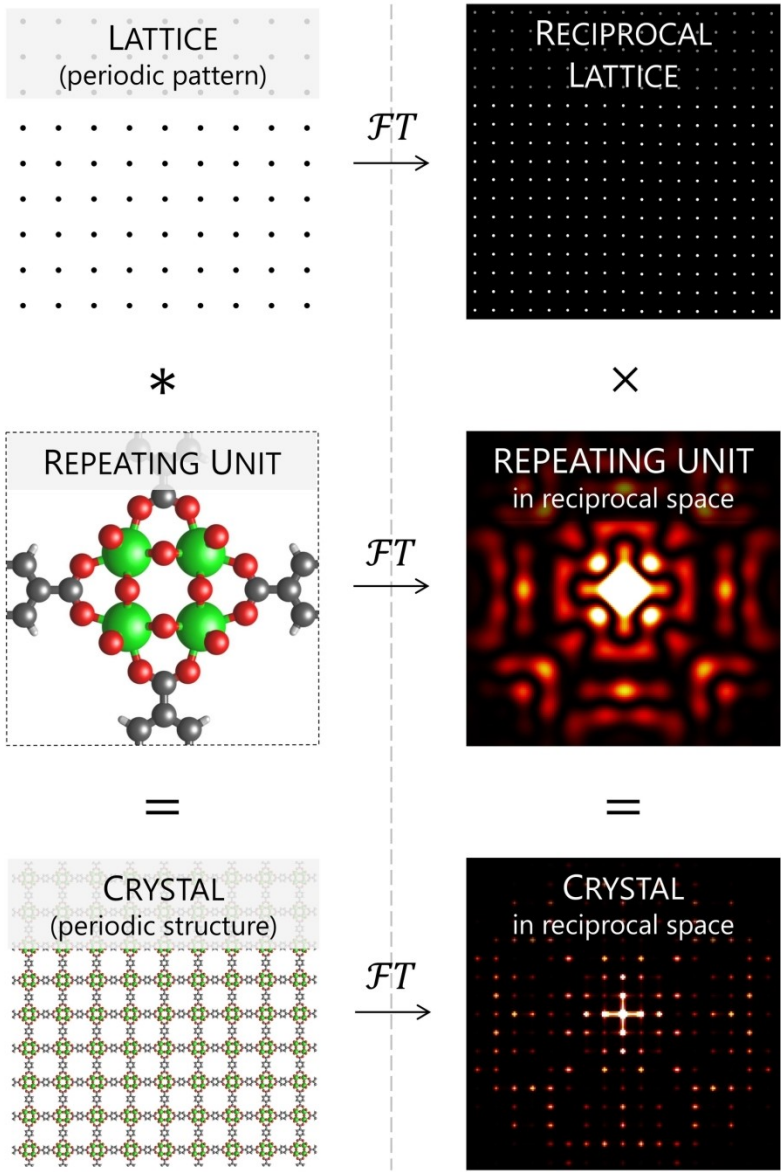 LATTICE
(periodic pattern)
ℱT
RECIPROCAL
LATTICE
*
×
REPEATING UNIT
ℱT
REPEATING UNIT
in reciprocal space
=
=
CRYSTAL
(periodic structure)
ℱT
CRYSTAL
in reciprocal space